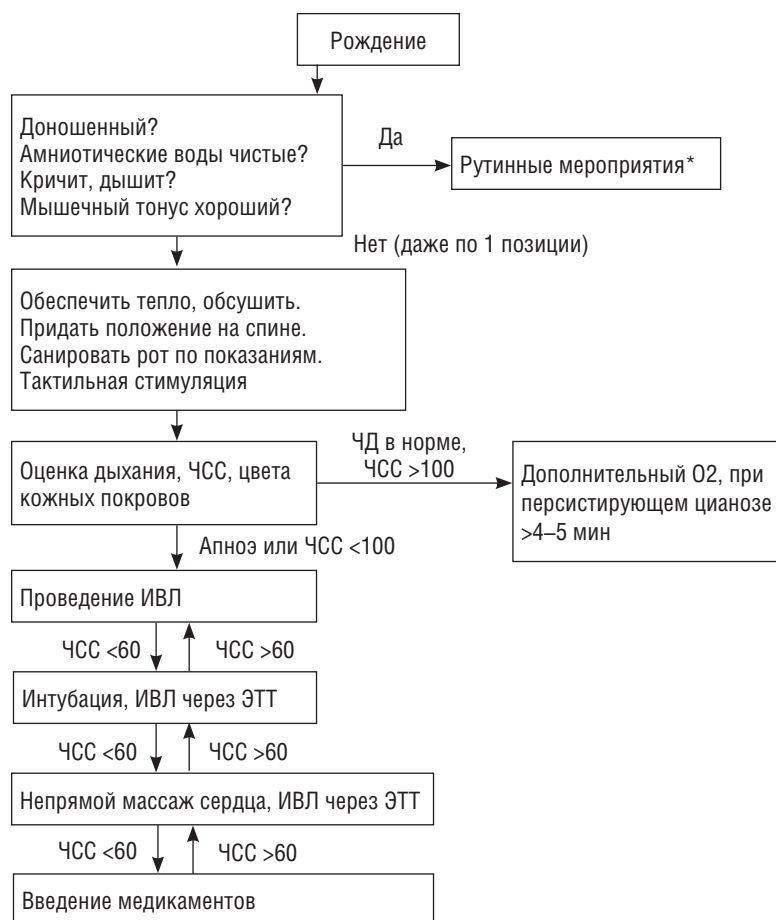 Рождение
Доношенный?
Амниотические воды чистые?
Кричит, дышит?
Мышечный тонус хороший?
Да
Рутинные мероприятия*
Нет (даже по 1 позиции)
Обеспечить тепло, обсушить.
Придать положение на спине.
Санировать рот по показаниям.
Тактильная стимуляция
Оценка дыхания, ЧСС, цвета
кожных покровов
ЧД в норме,
ЧСС >100
Дополнительный О2, при
персистирующем цианозе
>4–5 мин
Апноэ или ЧСС <100
Проведение ИВЛ
ЧСС <60 ЧСС >60
Интубация, ИВЛ через ЭТТ
ЧСС <60 ЧСС >60
Непрямой массаж сердца, ИВЛ через ЭТТ
ЧСС <60 ЧСС >60
Введение медикаментов